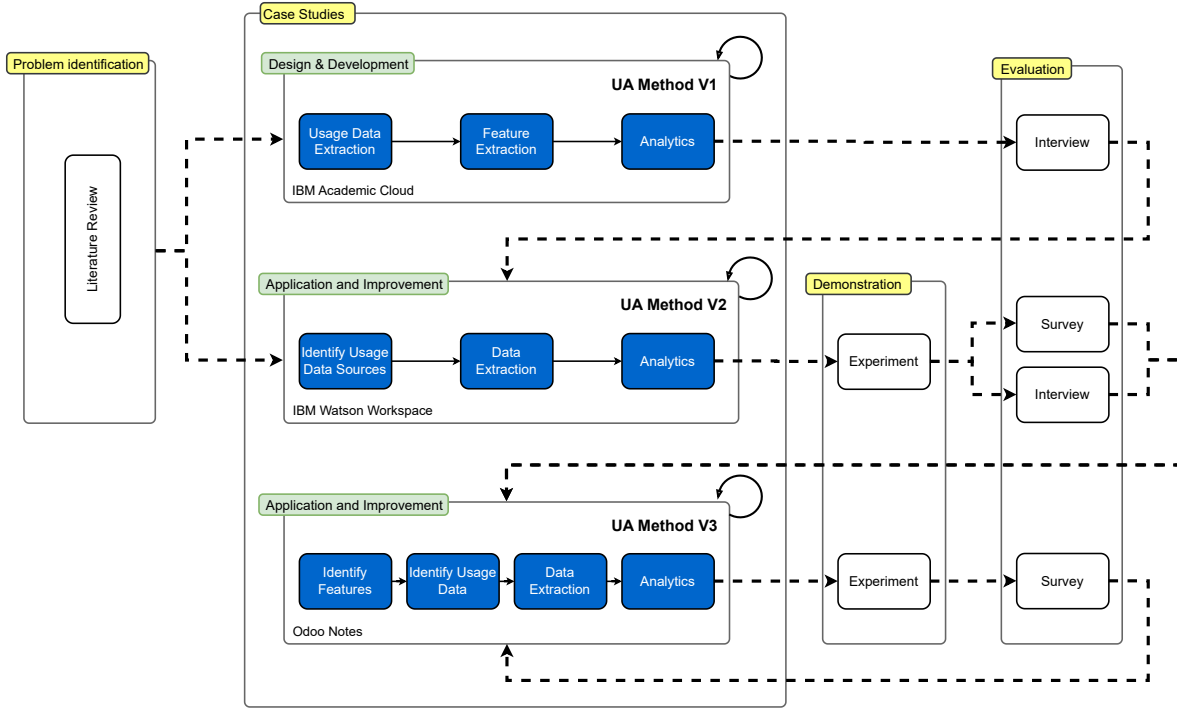 Case Studies
Problem identification
Design & Development
Evaluation
UA Method V1
Usage Data
Extraction
Feature
Extraction
Analytics
Interview
IBM Academic Cloud
Literature Review
Application and Improvement
Demonstration
UA Method V2
Identify Usage
Data Sources
Data
Extraction
Analytics
Experiment
Survey
Interview
IBM Watson Workspace
Application and Improvement
UA Method V3
Identify
Features
Identify Usage
Data
Data
Extraction
Analytics
Experiment
Survey
Odoo Notes